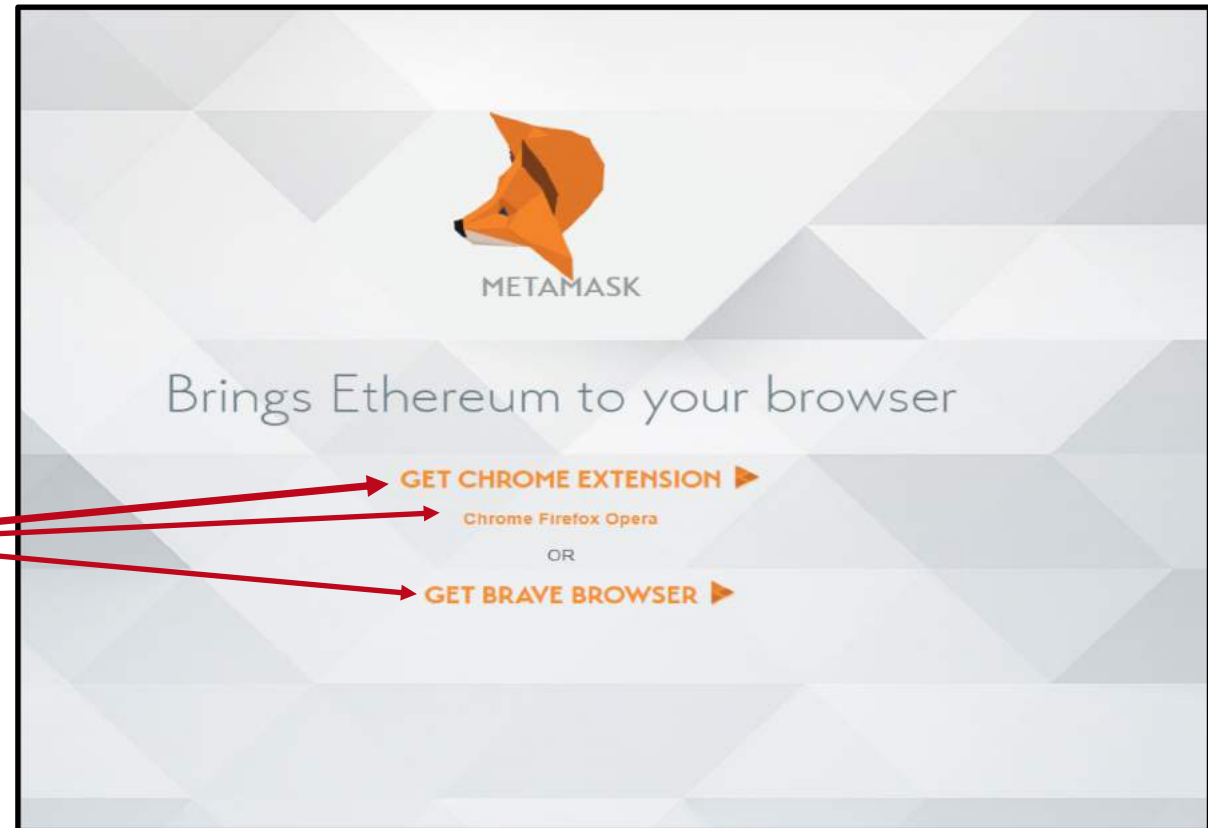 METAMASK
Brings Ethereum to your browser
GET CHROME EXTENSION
Chrome Firefox Opera
OR
GET BRAVE BROWSER